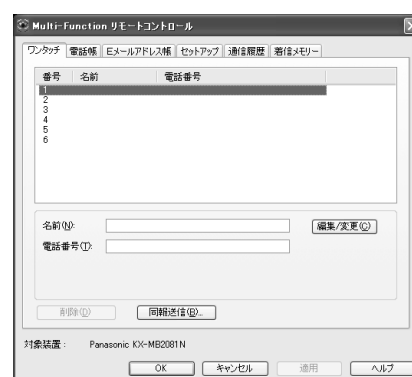 Multi-Function リモートコントロール
ワンタッチ 電話帳 Eメールアドレス帳 セットアップ 通信履歴 着信メモリー
番号 名前 電話番号
1
2
3
4
5
6
名前(N):
編集/変更(C)
電話番号(T):
削除(D) 同報送信(B)...
対象装置: Panasonic KX-MB2081N
OK キャンセル 適用 ヘルプ